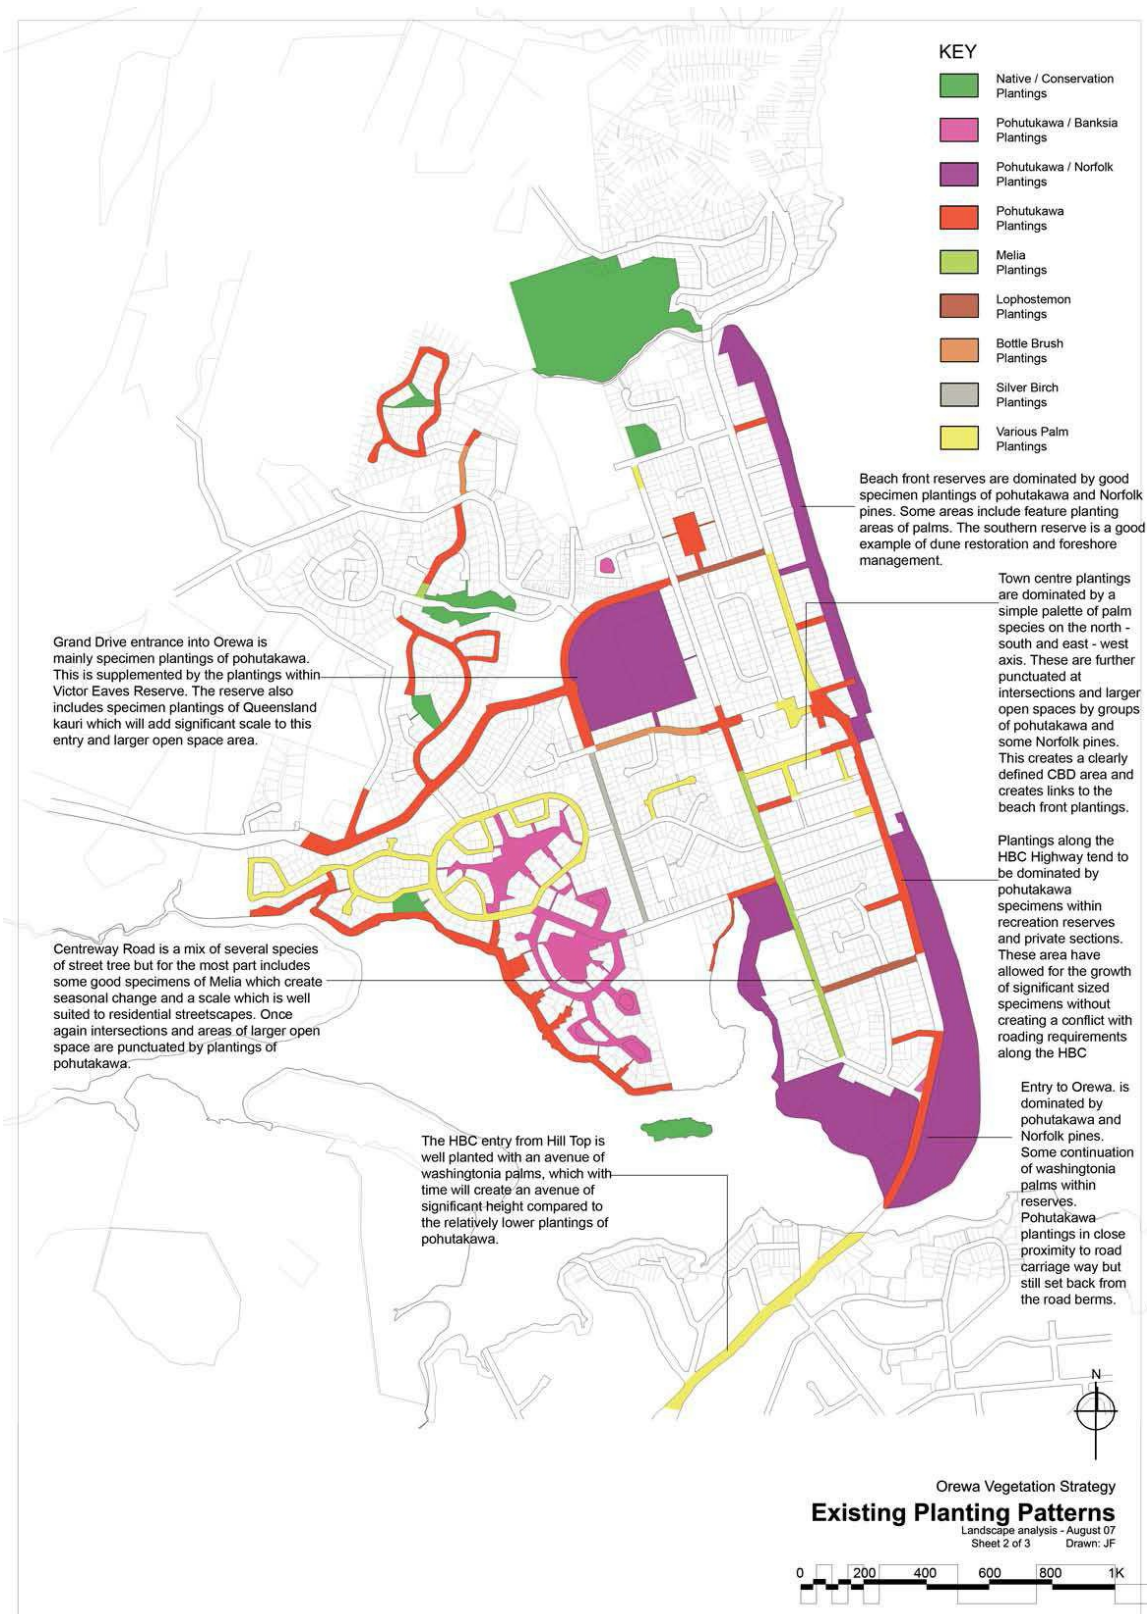 KEY
Native / Conservation
Plantings
Pohutukawa / Banksia
Plantings
Pohutukawa / Norfolk
Plantings
Pohutukawa
Plantings
Melia
Plantings
Lophostemon
Plantings
Bottle Brush
Plantings
Silver Birch
Plantings
Various Palm
Plantings
Beach front reserves are dominated by good
specimen plantings of pohutakawa and Norfolk
pines. Some areas include feature planting
areas of palms. The southern reserve is a good
example of dune restoration and foreshore
management.
Town centre plantings
are dominated by a
simple palette of palm
species on the north -
south and east - west
axis. These are further
punctuated at
intersections and larger
open spaces by groups
of pohutakawa and
some Norfolk pines.
This creates a clearly
defined CBD area and
creates links to the
beach front plantings.
Grand Drive entrance into Orewa is
mainly specimen plantings of pohutakawa.
This is supplemented by the plantings within
Victor Eaves Reserve. The reserve also
includes specimen plantings of Queensland
kauri which will add significant scale to this
entry and larger open space area.
Plantings along the
HBC Highway tend to
be dominated by
pohutukawa
specimens within
recreation reserves
and private sections.
These area have
allowed for the growth
of significant sized
specimens without
creating a conflict with
roading requirements
along the HBC
Centreway Road is a mix of several species
of street tree but for the most part includes
some good specimens of Melia which create
seasonal change and a scale which is well
suited to residential streetscapes. Once
again intersections and areas of larger open
space are punctuated by plantings of
pohutakawa.
Entry to Orewa. is
dominated by
pohutukawa and
Norfolk pines.
Some continuation
of washingtonia
palms within
reserves.
Pohutakawa
plantings in close
proximity to road
carriage way but
still set back from
the road berms.
The HBC entry from Hill Top is
well planted with an avenue of
washingtonia palms, which with
time will create an avenue of
significant height compared to
the relatively lower plantings of
pohutukawa.
N
Orewa Vegetation Strategy
Existing Planting Patterns
Landscape analysis - August 07
Sheet 2 of 3 Drawn: JF
0 200 400 600 800 1K